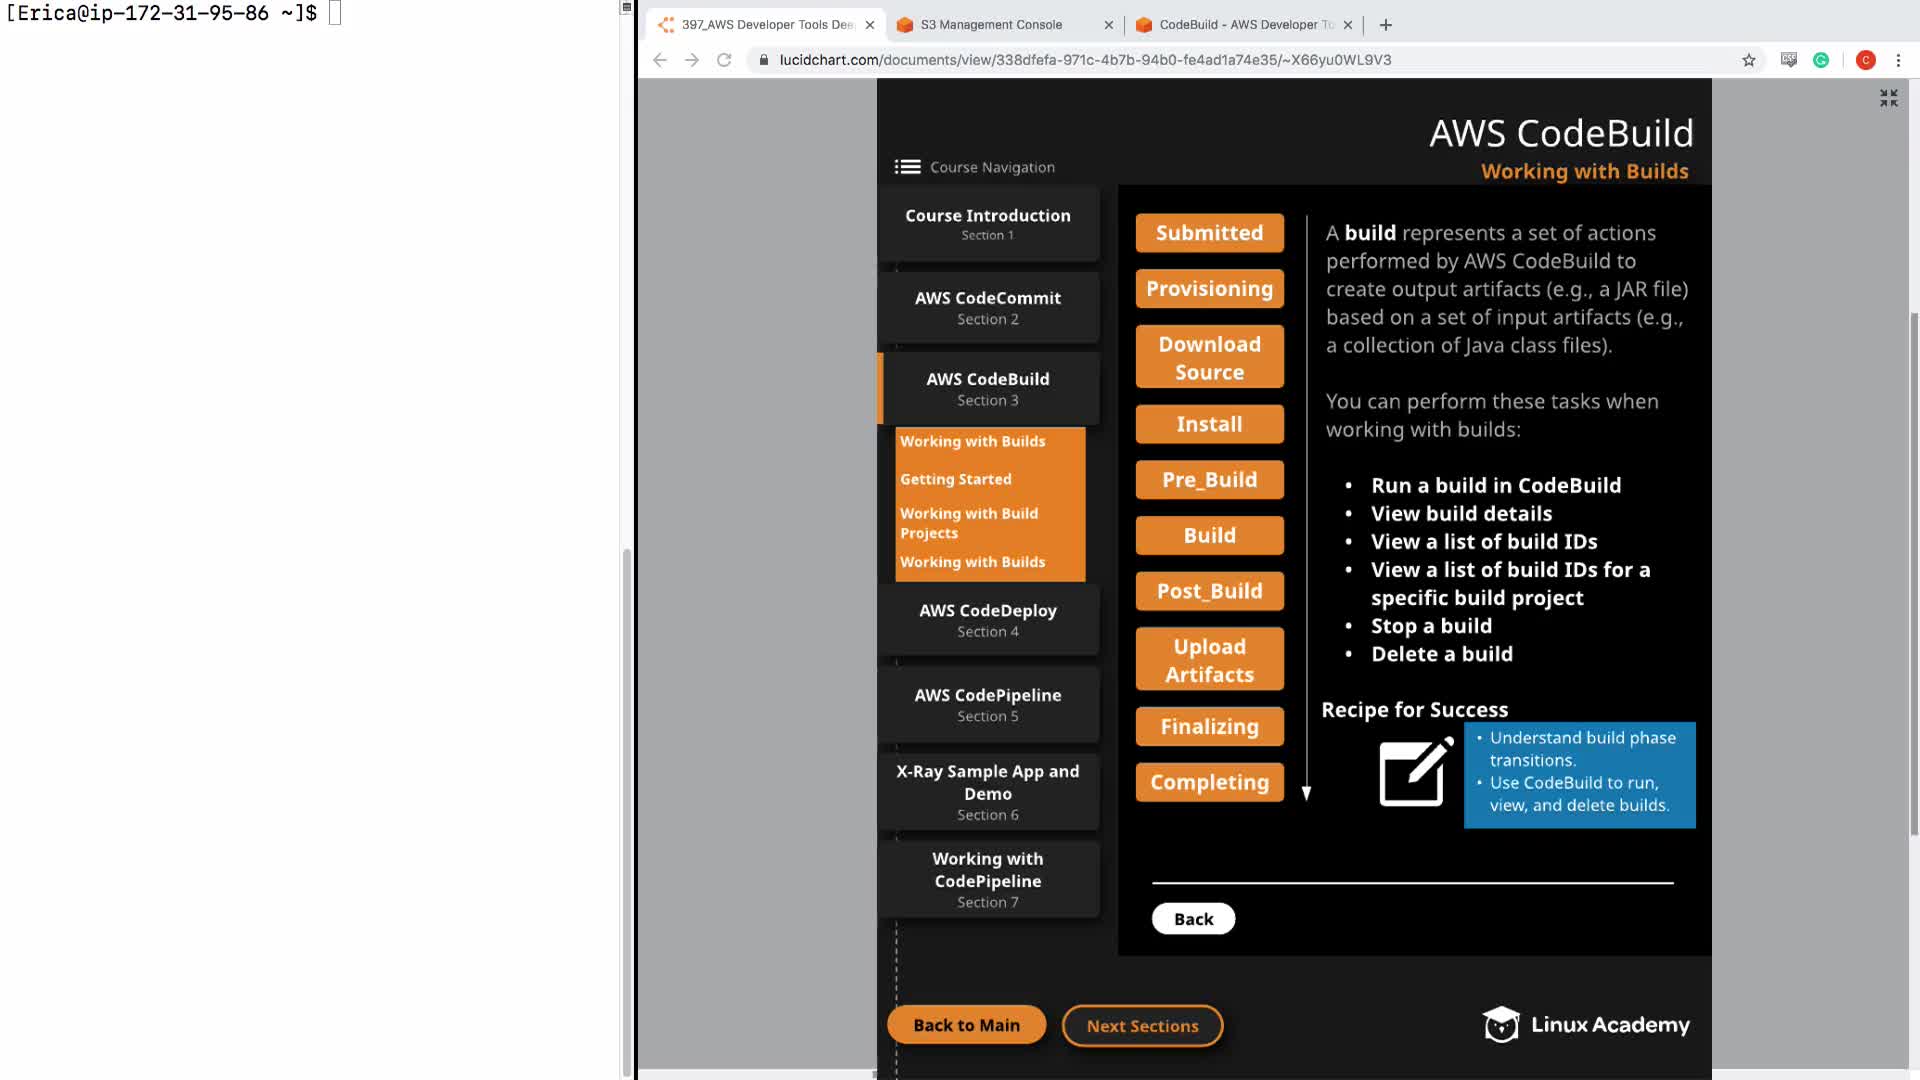 [Erica@ip-172-31-95-86 ~]$
397_AWS Developer Tools Dee
S3 Management Console
CodeBuild - AWS Developer To
lucidchart.com/documents/view/338dfefa-971c-4b7b-94b0-fe4ad1a74e35/~X66yu0WL9V3
C
AWS CodeBuild
Working with Builds
Course Navigation
Course Introduction
Section 1
AWS CodeCommit
Section 2
AWS CodeBuild
Section 3
Working with Builds
Getting Started
Working with Build
Projects
Working with Builds
AWS CodeDeploy
Section 4
AWS CodePipeline
Section 5
X-Ray Sample App and
Demo
Section 6
Working with
CodePipeline
Section 7
Submitted
Provisioning
Download
Source
Install
Pre_Build
Build
Post_Build
Upload
Artifacts
Finalizing
Completing
A build represents a set of actions
performed by AWS CodeBuild to
create output artifacts (e.g., a JAR file)
based on a set of input artifacts (e.g.,
a collection of Java class files).
You can perform these tasks when
working with builds:
• Run a build in CodeBuild
• View build details
• View a list of build IDs
• View a list of build IDs for a
specific build project
• Stop a build
• Delete a build
Recipe for Success
• Understand build phase
transitions.
• Use CodeBuild to run,
view, and delete builds.
Back
Back to Main
Next Sections
Linux Academy